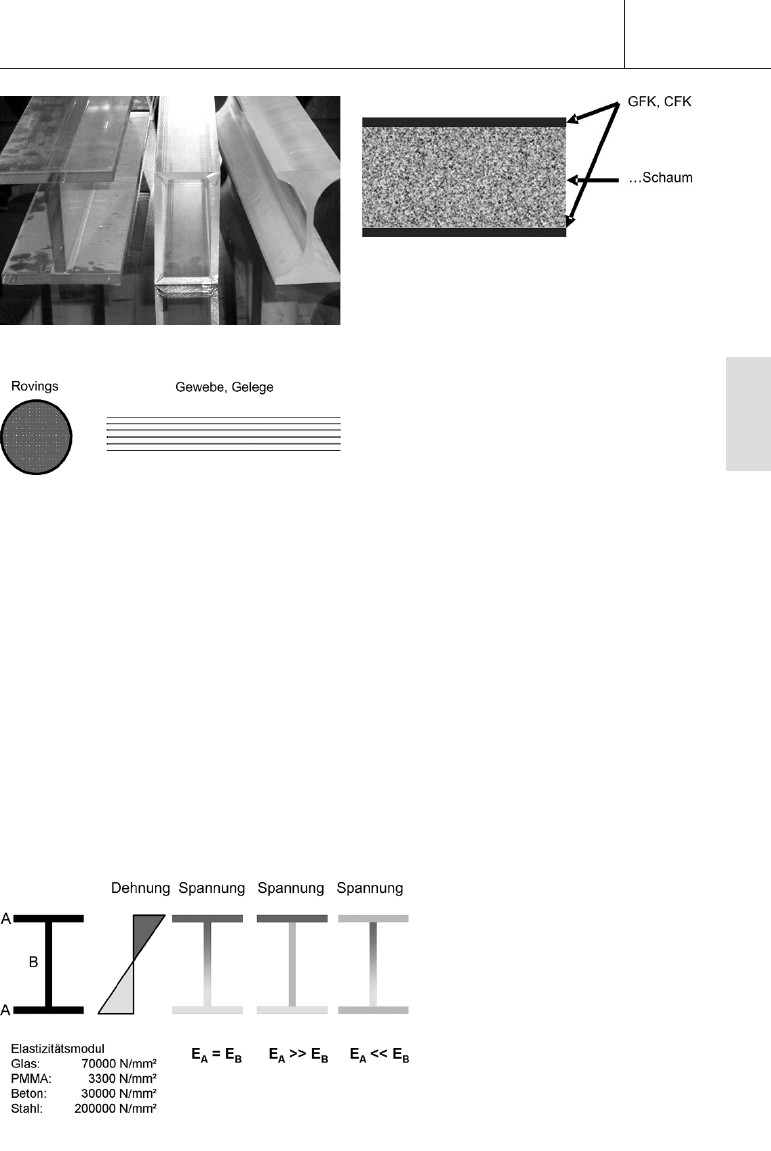 GFK, CFK
…Schaum
Rovings
Gewebe, Gelege
Dehnung Spannung Spannung Spannung
A
B
A
Elastizitätsmodul
Glas: 70000 N/mm²
PMMA: 3300 N/mm²
Beton: 30000 N/mm²
Stahl: 200000 N/mm²
E_A = E_B E_A >> E_B E_A << E_B